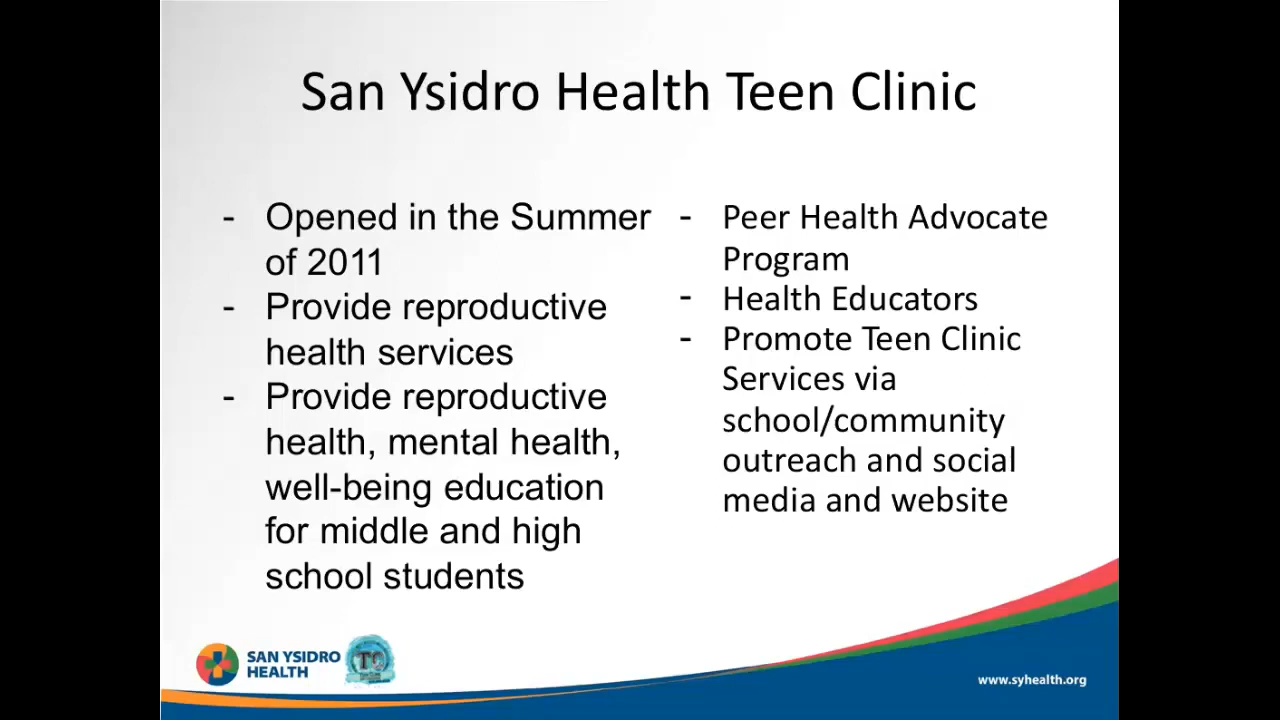 San Ysidro Health Teen Clinic
- Opened in the Summer
of 2011
- Provide reproductive
health services
- Provide reproductive
health, mental health,
well-being education
for middle and high
school students
- Peer Health Advocate
Program
- Health Educators
- Promote Teen Clinic
Services via
school/community
outreach and social
media and website
SAN YSIDRO
HEALTH
TC
www.syhealth.org